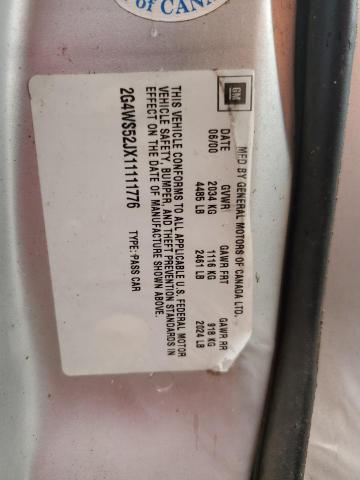 of CANA
GM
MFD BY GENERAL MOTORS OF CANADA LTD.
DATE GVWR GAWR FRT GAWR RR
06/00 2034 KG 1116 KG 918 KG
4485 LB 2461 LB 2024 LB
THIS VEHICLE CONFORMS TO ALL APPLICABLE U.S. FEDERAL MOTOR
VEHICLE SAFETY, BUMPER, AND THEFT PREVENTION STANDARDS IN
EFFECT ON THE DATE OF MANUFACTURE SHOWN ABOVE.
2G4WS52JX11111776 TYPE: PASS CAR